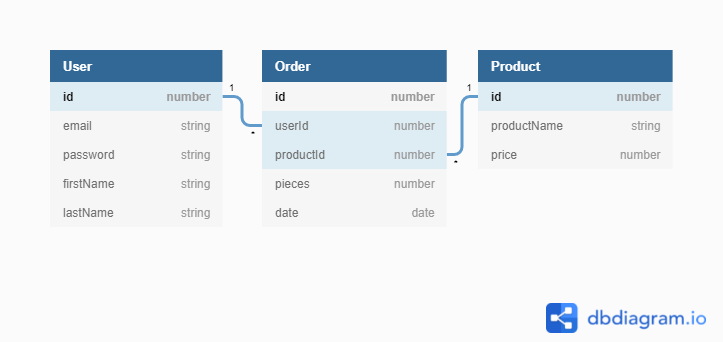 User
id number
email string
password string
firstName string
lastName string
1
*
Order
id number
userId number
productId number
pieces number
date date
1
*
Product
id number
productName string
price number
dbdiagram.io